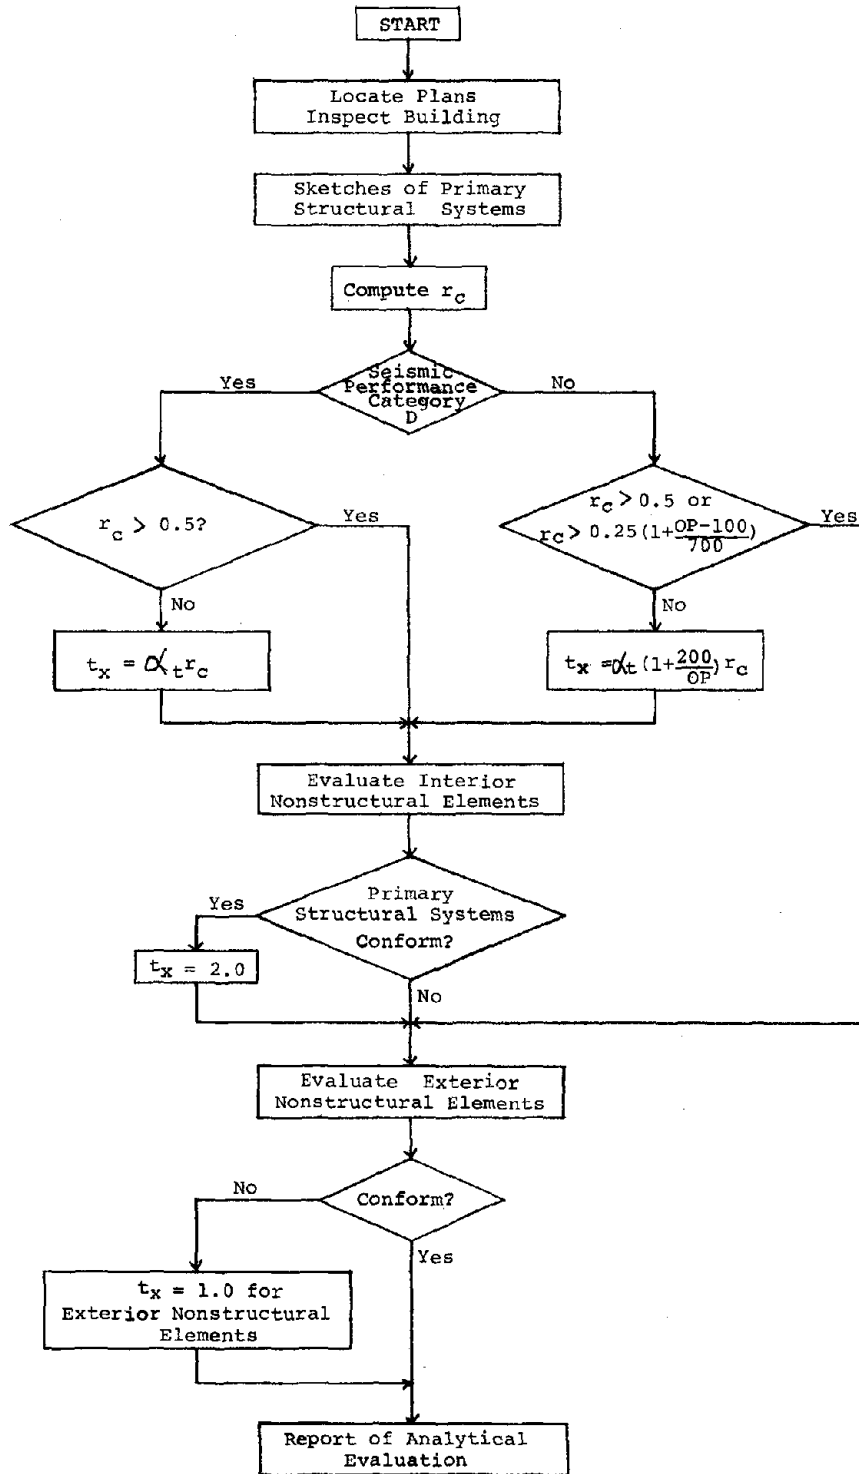 START
Locate Plans
Inspect Building
Sketches of Primary
Structural Systems
Compute r_c
Seismic
Performance
Category
D
Yes
No
r_c > 0.5?
Yes
r_c > 0.5 or
r_c > 0.25(1+OP-100/700)
Yes
No
No
t_x = α_t r_c
t_x = α_t (1+200/OP) r_c
Evaluate Interior
Nonstructural Elements
Primary
Structural Systems
Conform?
Yes
t_x = 2.0
No
Evaluate Exterior
Nonstructural Elements
Conform?
No
Yes
t_x = 1.0 for
Exterior Nonstructural
Elements
Report of Analytical
Evaluation